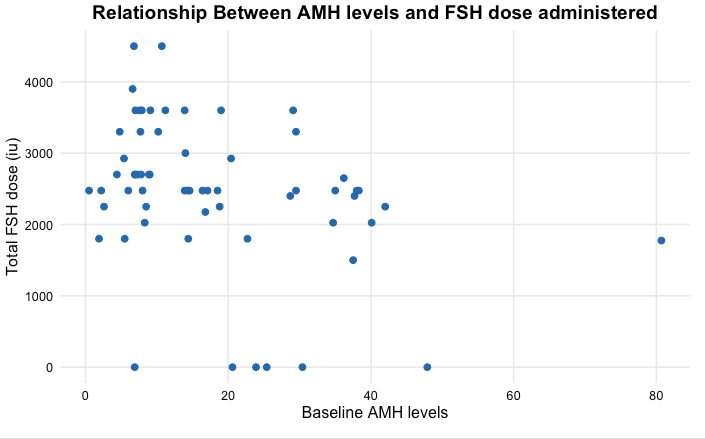 Relationship Between AMH levels and FSH dose administered
Total FSH dose (iu)
4000
3000
2000
1000
0
0 20 40 60 80
Baseline AMH levels